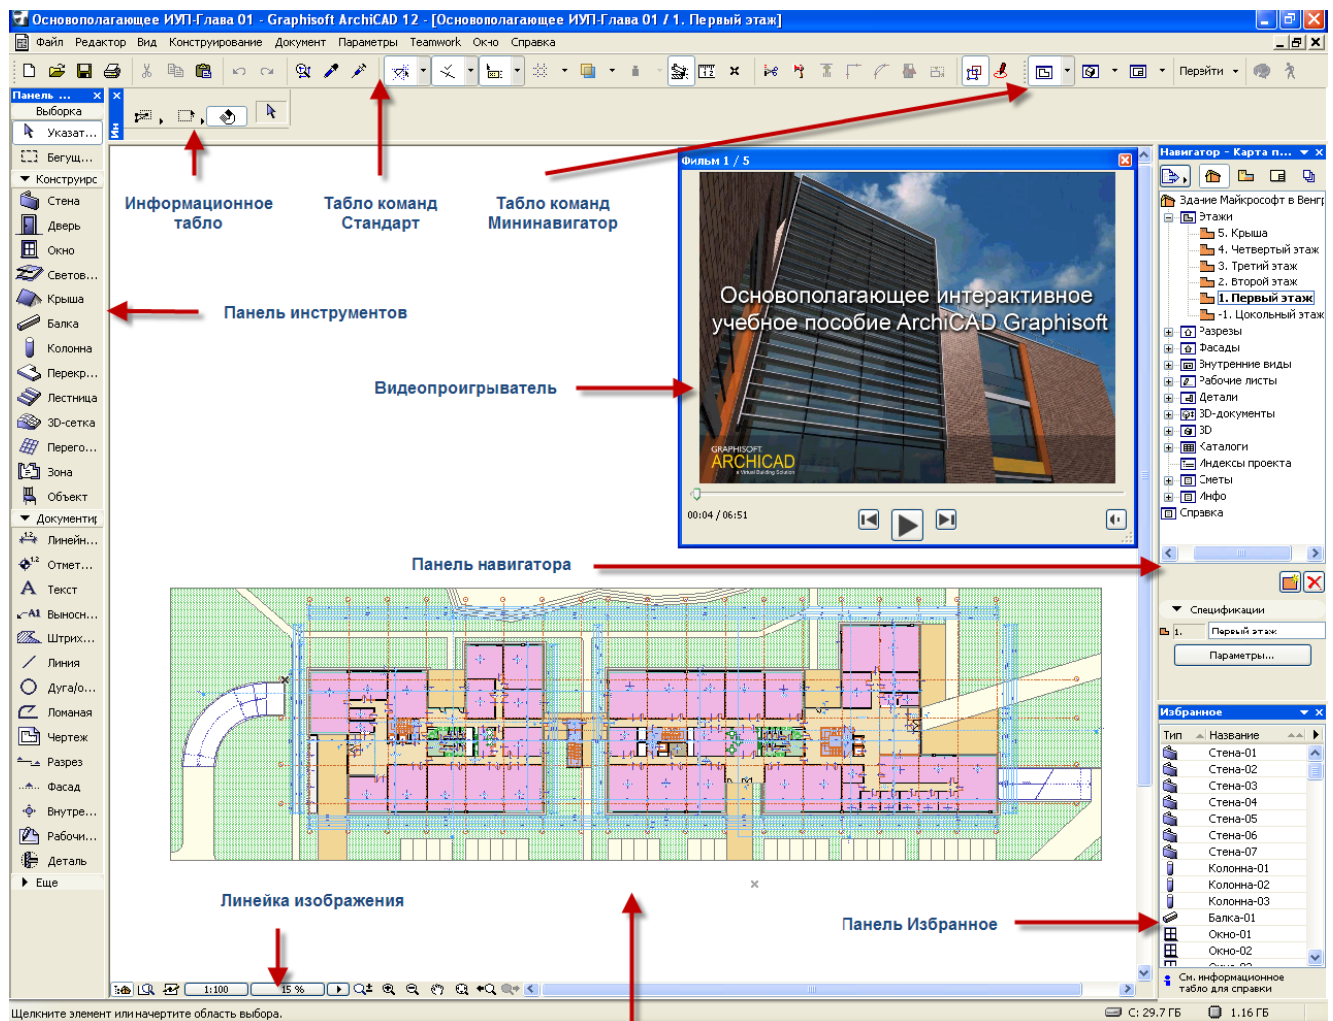 Основополагающее ИУП-Глава 01 - Graphisoft ArchiCAD 12 - [Основополагающее ИУП-Глава 01 / 1. Первый этаж]
Файл Редактор Вид Конструирование Документ Параметры Teamwork Окно Справка
Перейти
Панель ...
Выборка
Указат...
Бегущ...
Конструирс
Стена
Дверь
Окно
Светов...
Крыша
Балка
Колонна
Перекр...
Лестница
3D-сетка
Перего...
Зона
Объект
Документир
Линейн...
Отмет...
Текст
Выносн...
Штрих...
Линия
Дуга/о...
Ломаная
Чертеж
Разрез
Фасад
Внутре...
Рабочи...
Деталь
Еще
Ин
Информационное
табло
Табло команд
Стандарт
Табло команд
Мининавигатор
Панель инструментов
Видеопроигрыватель
Панель навигатора
Линейка изображения
Панель Избранное
Фильм 1 / 5
Основополагающее интерактивное
учебное пособие ArchiCAD Graphisoft
GRAPHISOFT
ARCHICAD
00:04 / 06:51
Навигатор - Карта п...
Здание Майкрософт в Венгр
Этажи
5. Крыша
4. Четвертый этаж
3. Третий этаж
2. Второй этаж
1. Первый этаж
-1. Цокольный этаж
Разрезы
Фасады
Внутренние виды
Рабочие листы
Детали
3D-документы
3D
Каталоги
Индексы проекта
Сметы
Инфо
Справка
Спецификации
1. Первый этаж
Параметры...
Избранное
Тип Название
Стена-01
Стена-02
Стена-03
Стена-04
Стена-05
Стена-06
Стена-07
Колонна-01
Колонна-02
Колонна-03
Балка-01
Окно-01
Окно-02
См. информационное
табло для справки
1:100 15 %
Щелкните элемент или начертите область выбора.
C: 29.7 ГБ 1.16 ГБ